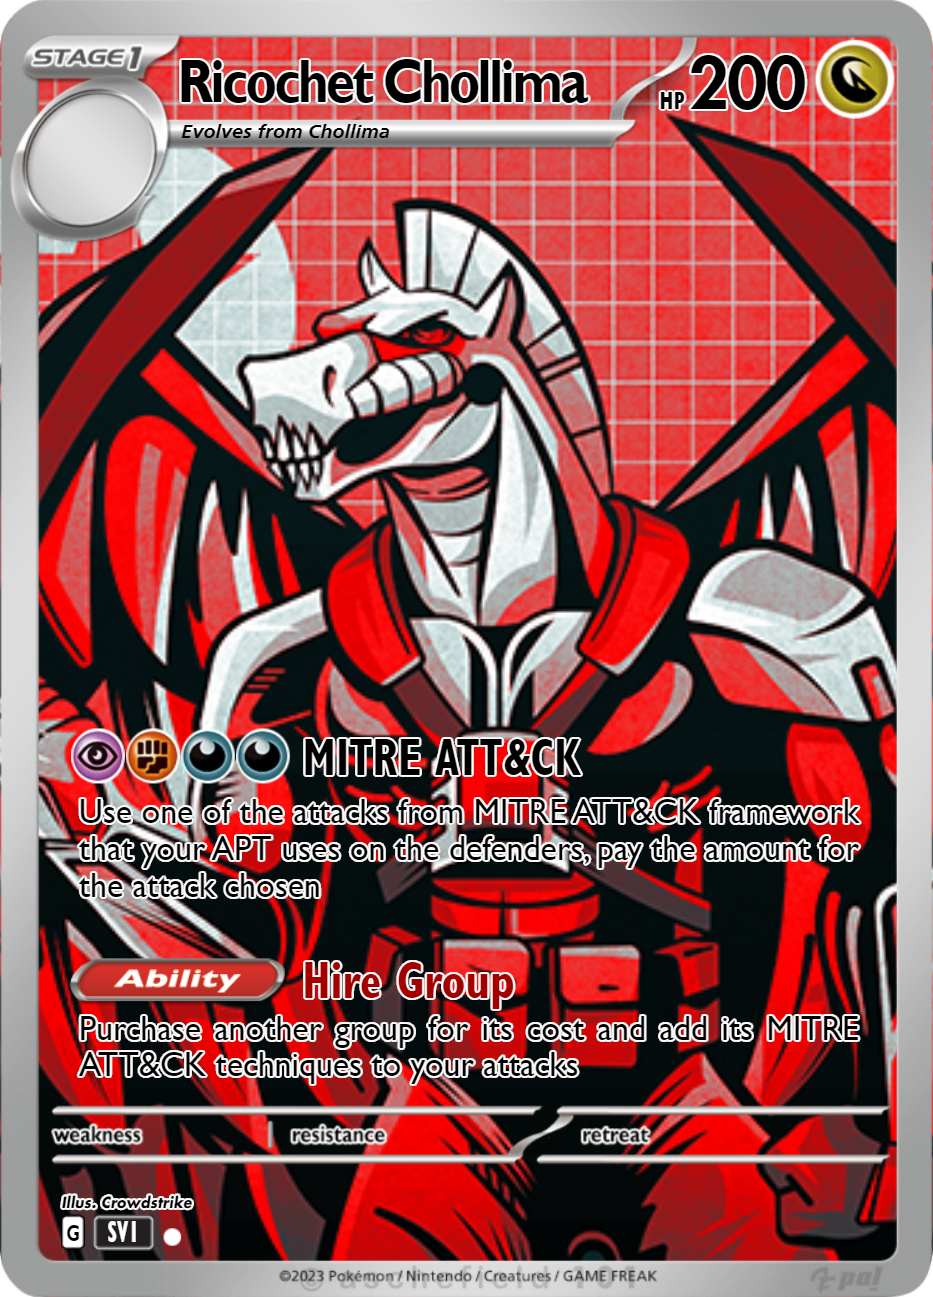 STAGE1
Ricochet Chollima
HP 200
Evolves from Chollima
MITRE ATT&CK
Use one of the attacks from MITRE ATT&CK framework
that your APT uses on the defenders, pay the amount for
the attack chosen
Ability Hire Group
Purchase another group for its cost and add its MITRE
ATT&CK techniques to your attacks
weakness resistance retreat
Illus. Crowdstrike
G SVI
©2023 Pokémon / Nintendo / Creatures / GAME FREAK